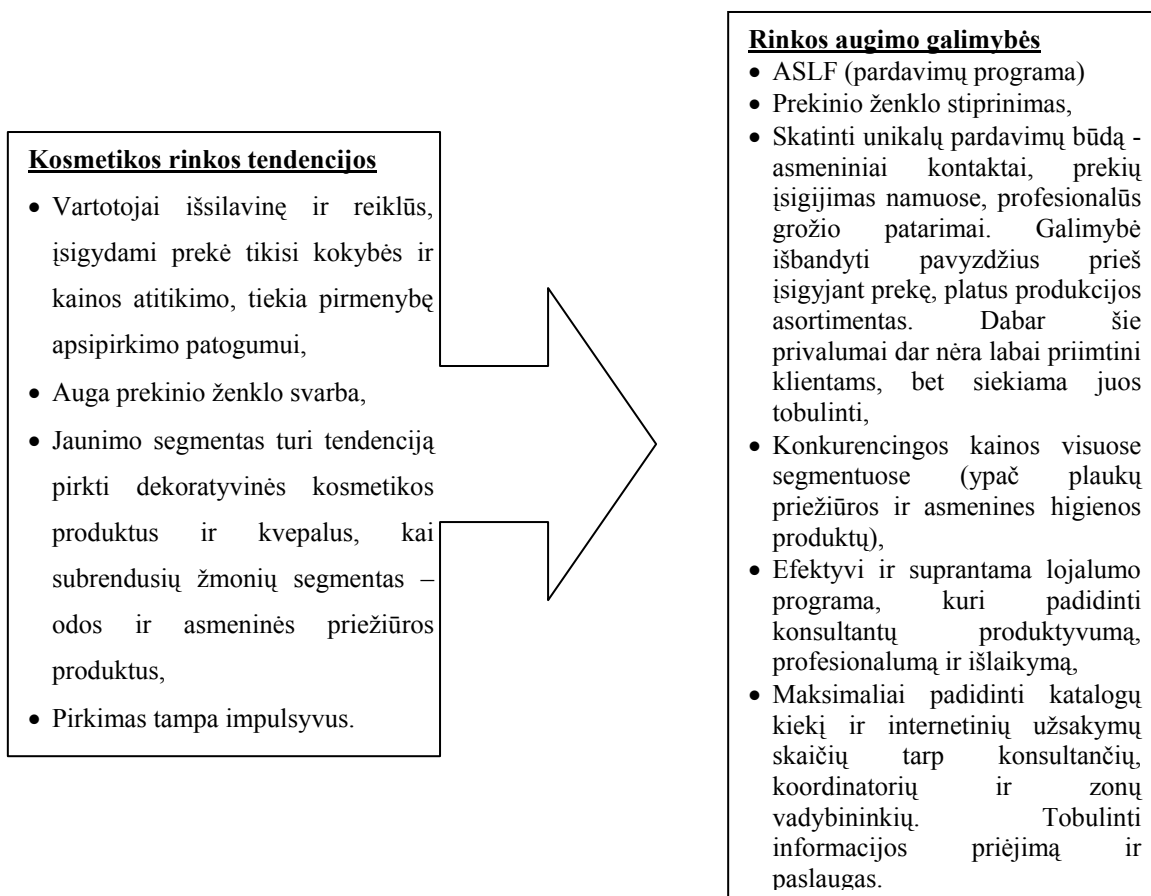 Kosmetikos rinkos tendencijos
• Vartotojai išsilavinę ir reiklūs,
įsigydami prekė tikisi kokybės ir
kainos atitikimo, tiekia pirmenybę
apsipirkimo patogumui,
• Auga prekinio ženklo svarba,
• Jaunimo segmentas turi tendenciją
pirkti dekoratyvinės kosmetikos
produktus ir kvepalus, kai
subrendusių žmonių segmentas –
odos ir asmeninės priežiūros
produktus,
• Pirkimas tampa impulsyvus.
Rinkos augimo galimybės
• ASLF (pardavimų programa)
• Prekinio ženklo stiprinimas,
• Skatinti unikalų pardavimų būdą -
asmeniniai kontaktai, prekių
įsigijimas namuose, profesionalūs
grožio patarimai. Galimybė
išbandyti pavyzdžius prieš
įsigyjant prekę, platus produkcijos
asortimentas. Dabar šie
privalumai dar nėra labai priimtini
klientams, bet siekiama juos
tobulinti,
• Konkurencingos kainos visuose
segmentuose (ypač plaukų
priežiūros ir asmenines higienos
produktų),
• Efektyvi ir suprantama lojalumo
programa, kuri padidinti
konsultantų produktyvumą,
profesionalumą ir išlaikymą,
• Maksimaliai padidinti katalogų
kiekį ir internetinių užsakymų
skaičių tarp konsultančių,
koordinatorių ir zonų
vadybininkių. Tobulinti
informacijos priėjimą ir
paslaugas.